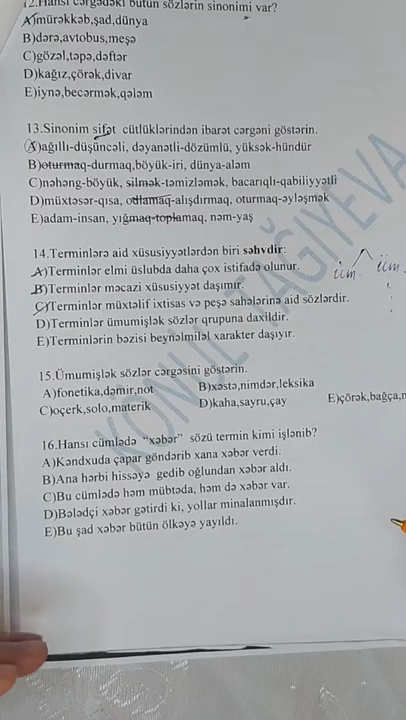 12.Hansı cərgədəki bütün sözlərin sinonimi var?
A)mürəkkəb,şad,dünya
B)dərə,avtobus,meşə
C)gözəl,təpə,dəftər
D)kağız,çörək,divar
E)iynə,becərmək,qələm
13.Sinonim sifət cütlüklərindən ibarət cərgəni göstərin.
A)ağıllı-düşüncəli, dəyanətli-dözümlü, yüksək-hündür
B)oturmaq-durmaq,böyük-iri, dünya-aləm
C)nəhəng-böyük, silmək-təmizləmək, bacarıqlı-qabiliyyətli
D)müxtəsər-qısa, odlamaq-alışdırmaq, oturmaq-əyləşmək
E)adam-insan, yığmaq-toplamaq, nəm-yaş
14.Terminlərə aid xüsusiyyətlərdən biri səhvdir:
A)Terminlər elmi üslubda daha çox istifadə olunur.
B)Terminlər məcazi xüsusiyyət daşımır.
üm. üm.
C)Terminlər müxtəlif ixtisas və peşə sahələrinə aid sözlərdir.
D)Terminlər ümumişlək sözlər qrupuna daxildir.
E)Terminlərin bəzisi beynəlmiləl xarakter daşıyır.
15.Ümumişlək sözlər cərgəsini göstərin.
A)fonetika,dəmir,not B)xəstə,nimdər,leksika
C)oçerk,solo,materik D)kaha,sayru,çay E)çörək,bağça,
16.Hansı cümlədə "xəbər" sözü termin kimi işlənib?
A)Kəndxuda çapar göndərib xana xəbər verdi.
B)Ana hərbi hissəyə gedib oğlundan xəbər aldı.
C)Bu cümlədə həm mübtəda, həm də xəbər var.
D)Bələdçi xəbər gətirdi ki, yollar minalanmışdır.
E)Bu şad xəbər bütün ölkəyə yayıldı.
KÖNÜL TAĞIYEVA